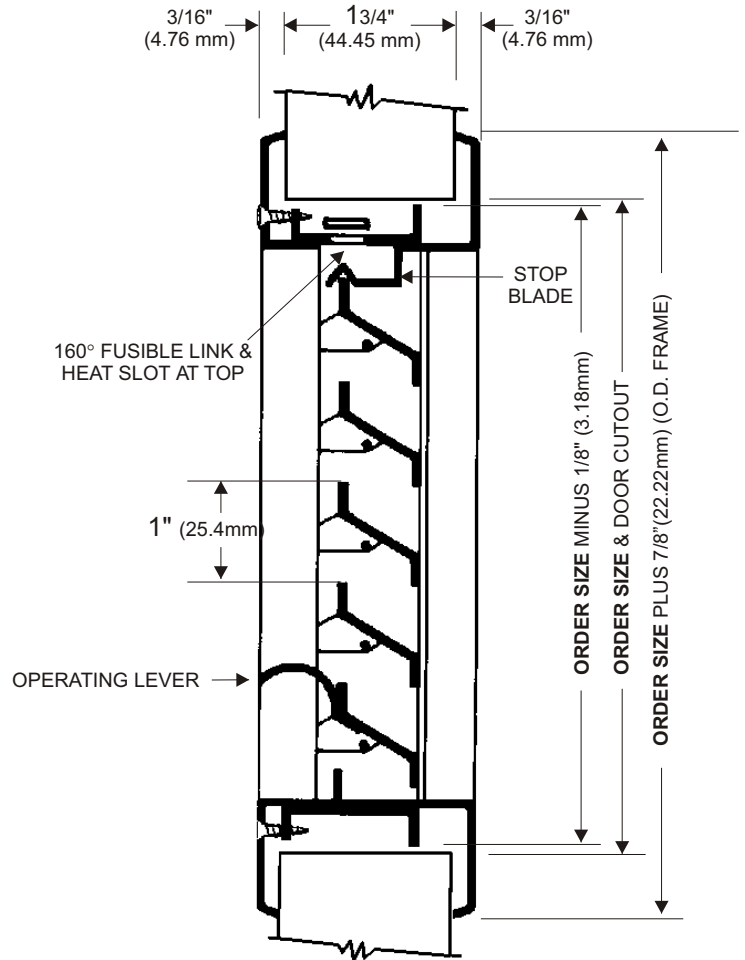 3/16"
(4.76 mm)
1 3/4"
(44.45 mm)
3/16"
(4.76 mm)
STOP
BLADE
160° FUSIBLE LINK &
HEAT SLOT AT TOP
1" (25.4mm)
OPERATING LEVER
ORDER SIZE MINUS 1/8" (3.18mm)
ORDER SIZE & DOOR CUTOUT
ORDER SIZE PLUS 7/8"(22.22mm) (O.D. FRAME)